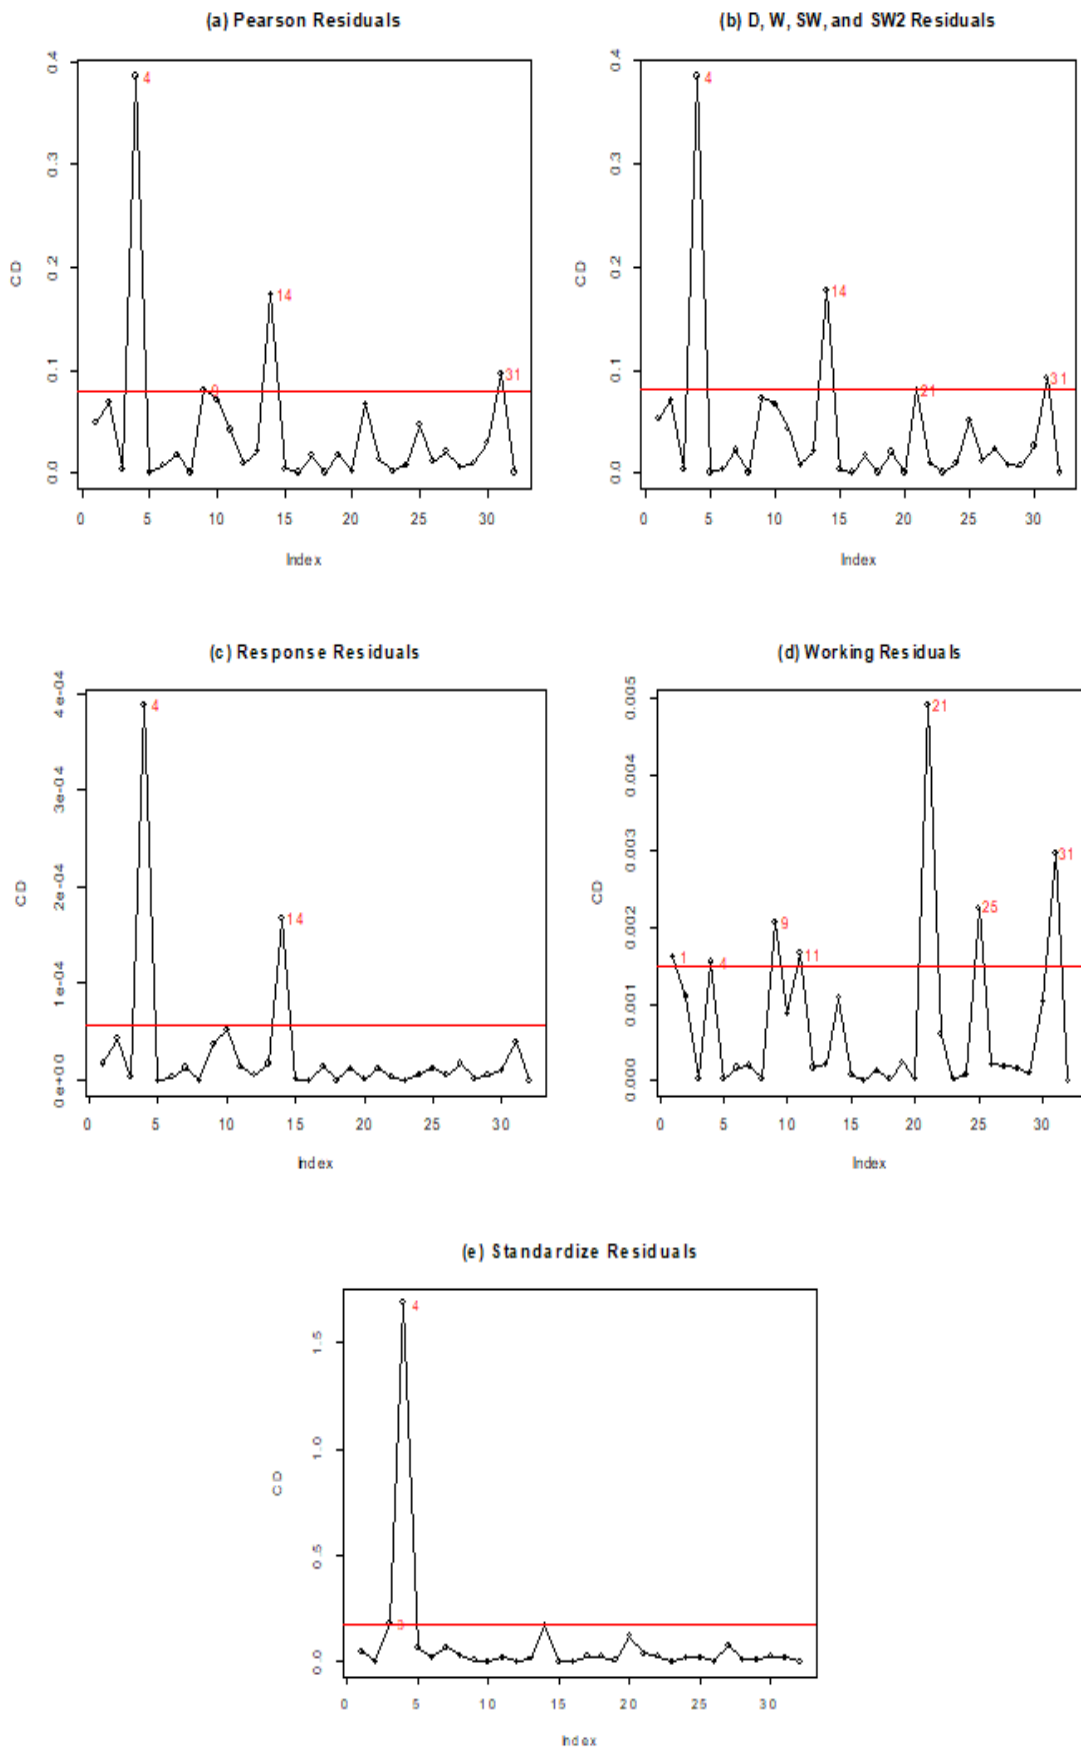 (a) Pearson Residuals
0.4
0.3
0.2
0.1
0.0
CD
4
9
14
31
0 5 10 15 20 25 30
Index
(b) D, W, SW, and SW2 Residuals
0.4
0.3
0.2
0.1
0.0
CD
4
14
21
31
0 5 10 15 20 25 30
Index
(c) Response Residuals
4e-04
3e-04
2e-04
1e-04
0e+00
CD
4
14
0 5 10 15 20 25 30
Index
(d) Working Residuals
0.005
0.004
0.003
0.002
0.001
0.000
CD
1
4
9
11
21
25
31
0 5 10 15 20 25 30
Index
(e) Standardize Residuals
1.5
1.0
0.5
0.0
CD
3
4
0 5 10 15 20 25 30
Index